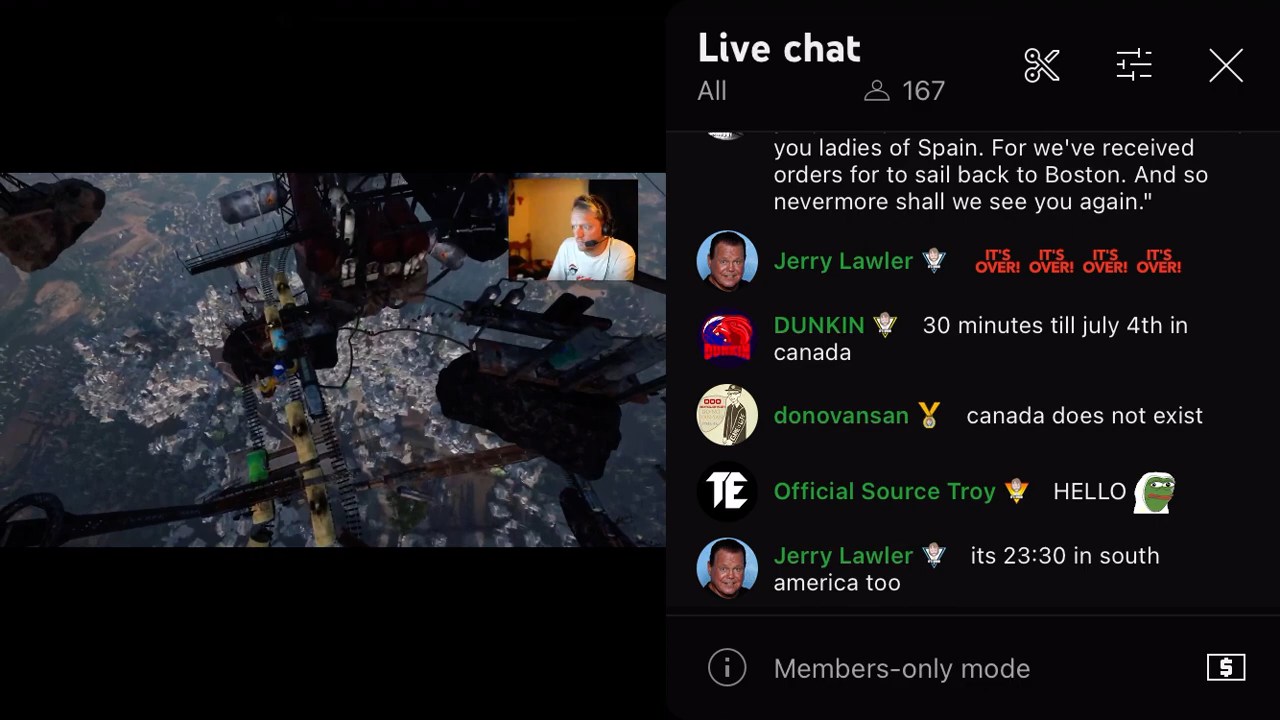 Live chat
All 167
you ladies of Spain. For we've received
orders for to sail back to Boston. And so
nevermore shall we see you again."
Jerry Lawler IT'S OVER! IT'S OVER! IT'S OVER! IT'S OVER!
DUNKIN 30 minutes till july 4th in
canada
DUNKIN
donovansan canada does not exist
TE
Official Source Troy HELLO
Jerry Lawler its 23:30 in south
america too
Members-only mode
$